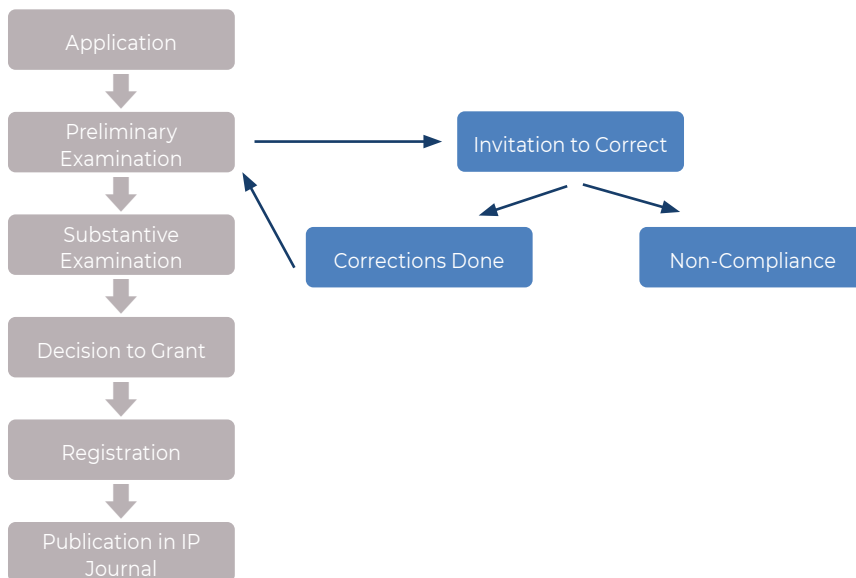 Application
Preliminary
Examination
Invitation to Correct
Substantive
Examination
Corrections Done
Non-Compliance
Decision to Grant
Registration
Publication in IP
Journal